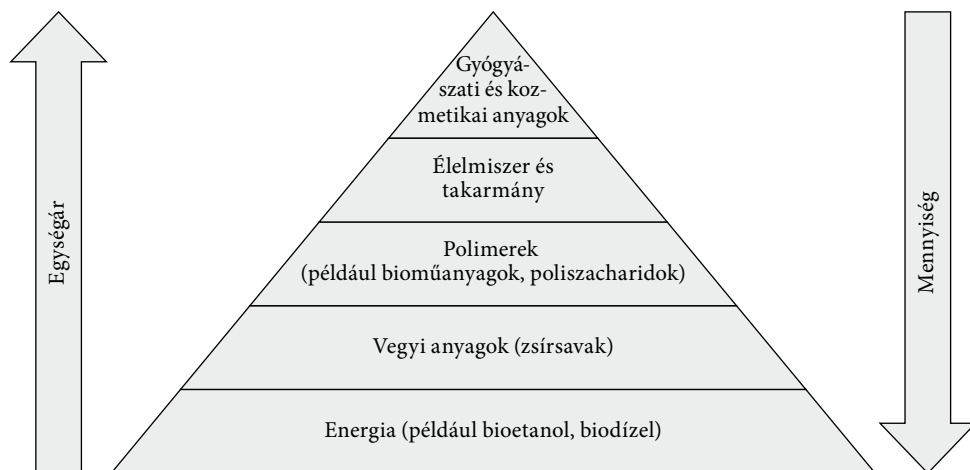 Gyógyá-
szati és koz-
metikai anyagok
Élelmiszer és
takarmány
Polimerek
(például bioműanyagok, poliszacharidok)
Vegyi anyagok (zsírsavak)
Energia (például bioetanol, biodízel)
Egységár
Mennyiség